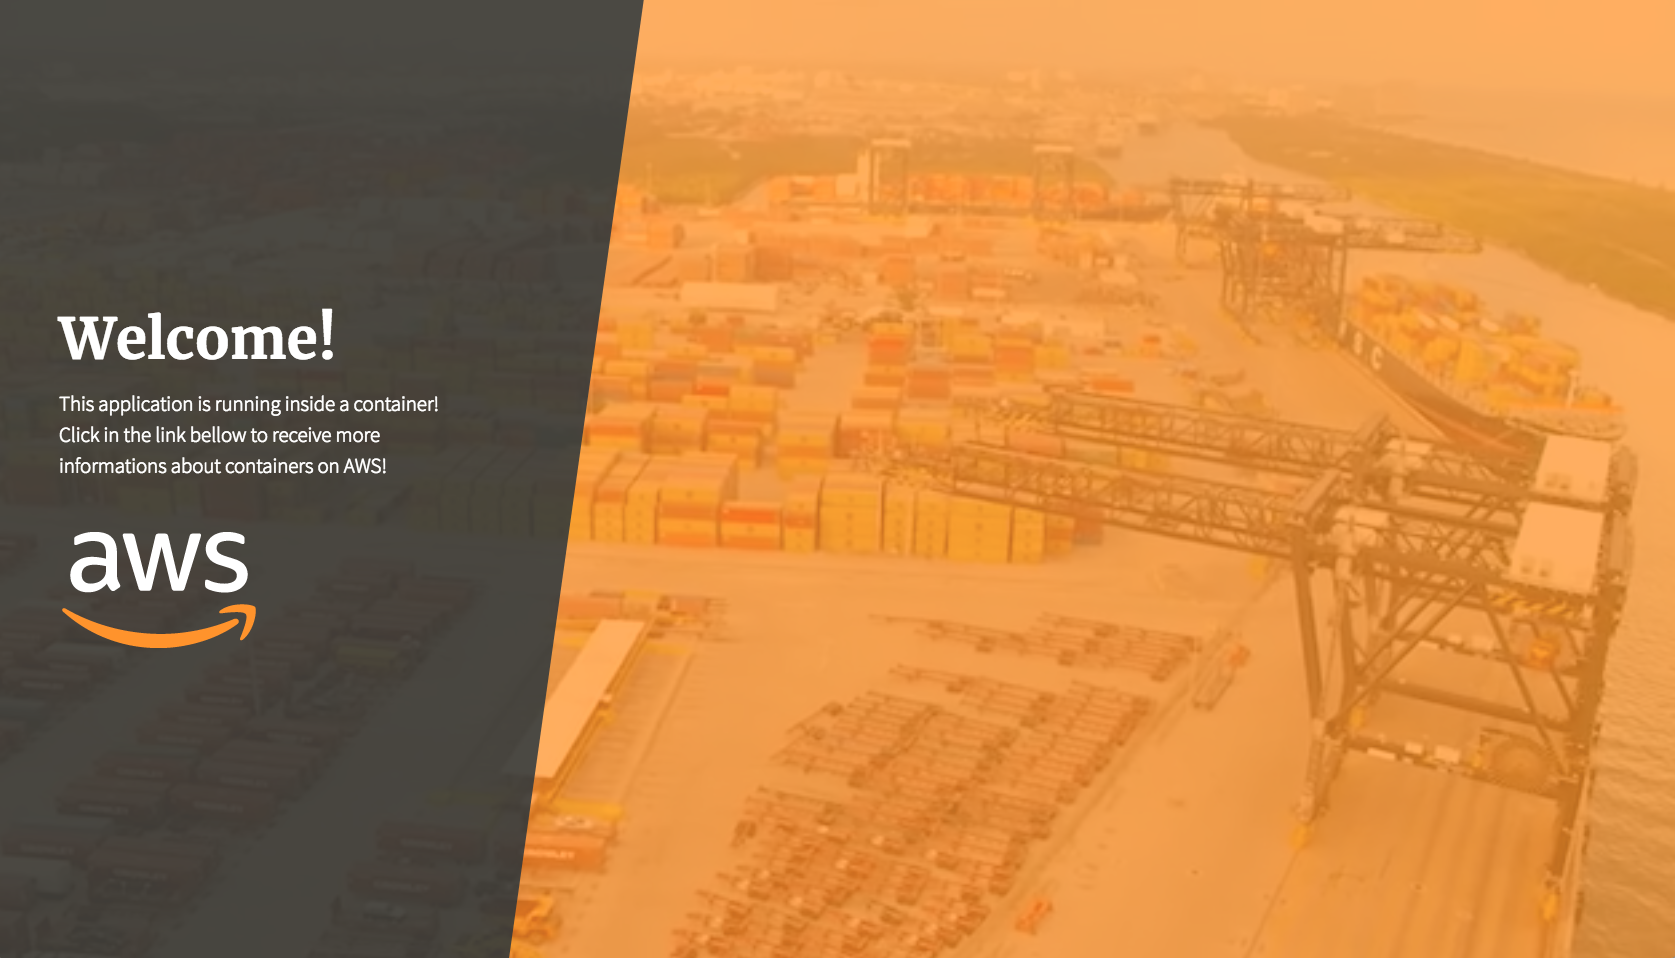 Welcome!
This application is running inside a container!
Click in the link bellow to receive more
informations about containers on AWS!
aws